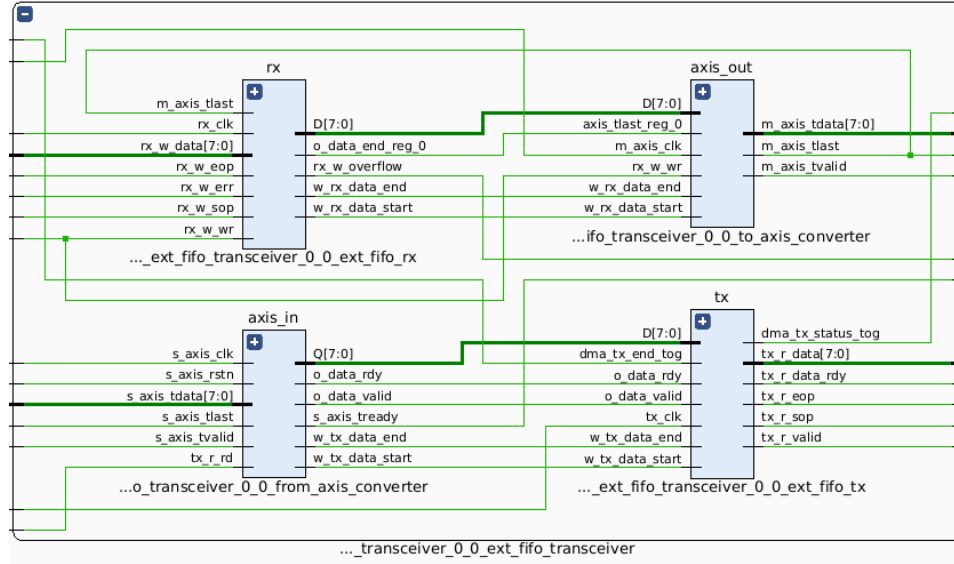 rx
m_axis_tlast
rx_clk
rx_w_data[7:0]
rx_w_eop
rx_w_err
rx_w_sop
rx_w_wr
D[7:0]
o_data_end_reg_0
rx_w_overflow
w_rx_data_end
w_rx_data_start
..._ext_fifo_transceiver_0_0_ext_fifo_rx
axis_out
D[7:0]
axis_tlast_reg_0
m_axis_clk
rx_w_wr
w_rx_data_end
w_rx_data_start
m_axis_tdata[7:0]
m_axis_tlast
m_axis_tvalid
...ifo_transceiver_0_0_to_axis_converter
axis_in
s_axis_clk
s_axis_rstn
s_axis_tdata[7:0]
s_axis_tlast
s_axis_tvalid
tx_r_rd
Q[7:0]
o_data_rdy
o_data_valid
s_axis_tready
w_tx_data_end
w_tx_data_start
...o_transceiver_0_0_from_axis_converter
tx
D[7:0]
dma_tx_end_tog
o_data_rdy
o_data_valid
tx_clk
w_tx_data_end
w_tx_data_start
dma_tx_status_tog
tx_r_data[7:0]
tx_r_data_rdy
tx_r_eop
tx_r_sop
tx_r_valid
..._ext_fifo_transceiver_0_0_ext_fifo_tx
..._transceiver_0_0_ext_fifo_transceiver